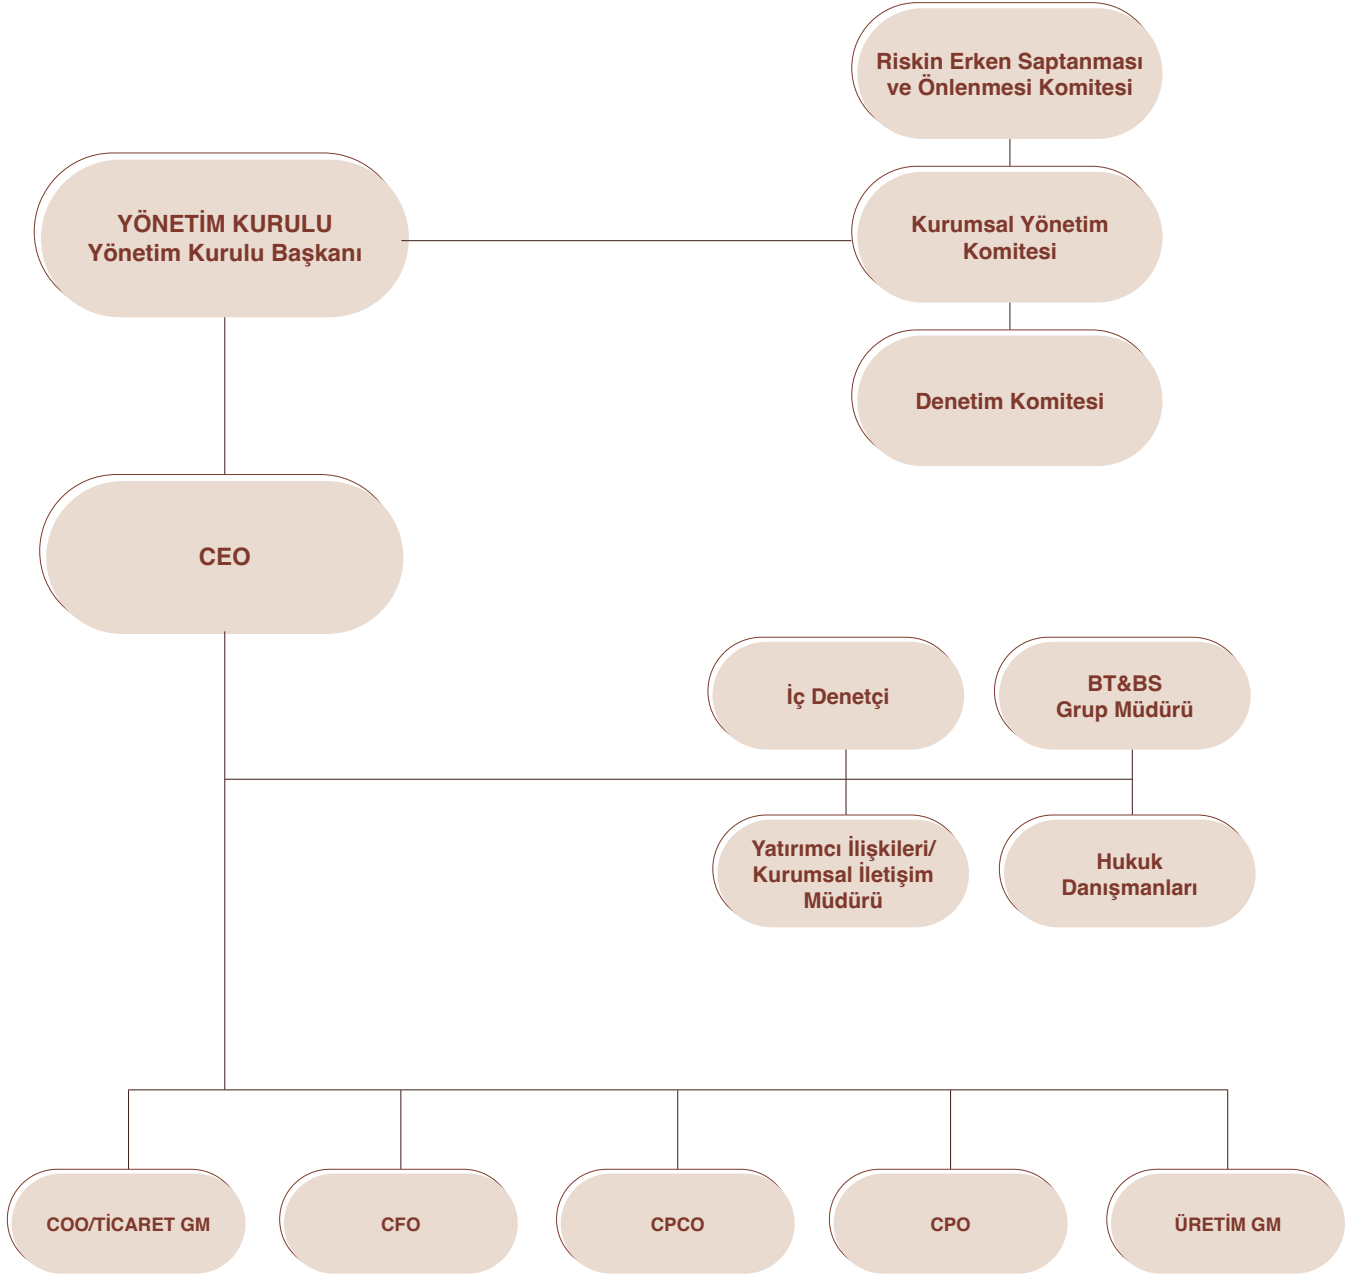 Riskin Erken Saptanması
ve Önlenmesi Komitesi
YÖNETİM KURULU
Yönetim Kurulu Başkanı
Kurumsal Yönetim
Komitesi
Denetim Komitesi
CEO
İç Denetçi
BT&BS
Grup Müdürü
Yatırımcı İlişkileri/
Kurumsal İletişim
Müdürü
Hukuk
Danışmanları
COO/TİCARET GM
CFO
CPCO
CPO
ÜRETİM GM